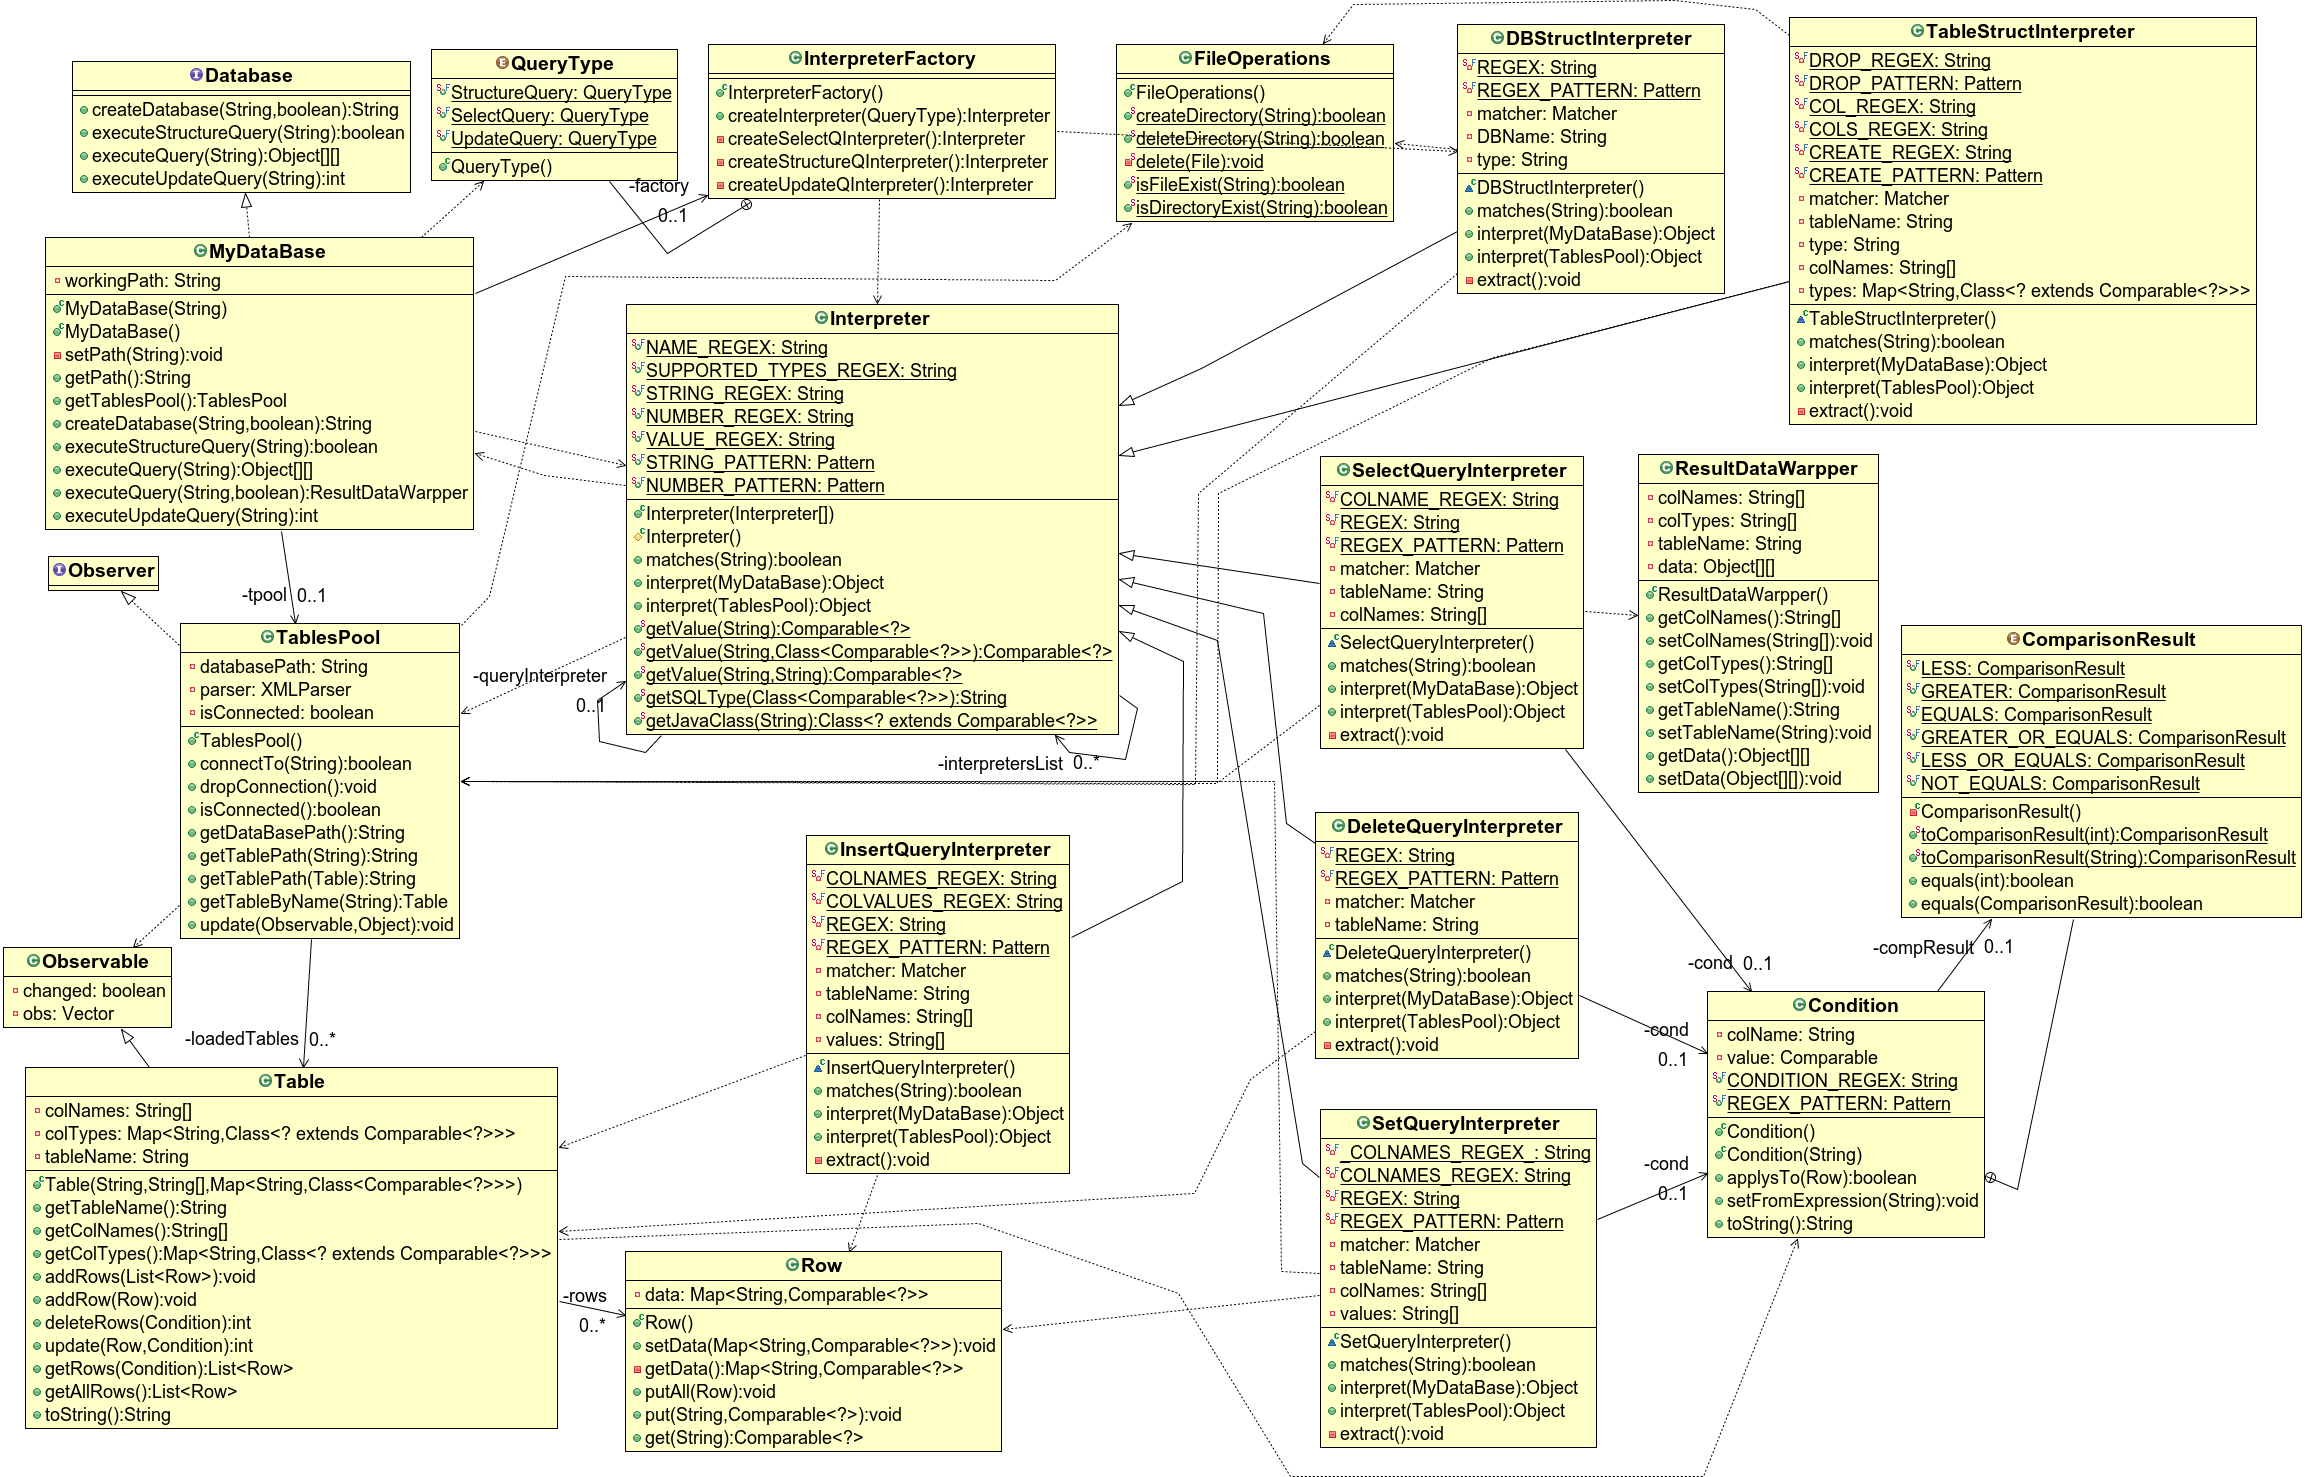 Database
createDatabase(String,boolean):String
executeStructureQuery(String):boolean
executeQuery(String):Object[][]
executeUpdateQuery(String):int
QueryType
StructureQuery: QueryType
SelectQuery: QueryType
UpdateQuery: QueryType
QueryType()
InterpreterFactory
InterpreterFactory()
createInterpreter(QueryType):Interpreter
createSelectQInterpreter():Interpreter
createStructureQInterpreter():Interpreter
createUpdateQInterpreter():Interpreter
-factory
0..1
FileOperations
FileOperations()
createDirectory(String):boolean
deleteDirectory(String):boolean
delete(File):void
isFileExist(String):boolean
isDirectoryExist(String):boolean
DBStructInterpreter
REGEX: String
REGEX_PATTERN: Pattern
matcher: Matcher
DBName: String
type: String
DBStructInterpreter()
matches(String):boolean
interpret(MyDataBase):Object
interpret(TablesPool):Object
extract():void
TableStructInterpreter
DROP_REGEX: String
DROP_PATTERN: Pattern
COL_REGEX: String
COLS_REGEX: String
CREATE_REGEX: String
CREATE_PATTERN: Pattern
matcher: Matcher
tableName: String
type: String
colNames: String[]
types: Map<String,Class<? extends Comparable<?>>>
TableStructInterpreter()
matches(String):boolean
interpret(MyDataBase):Object
interpret(TablesPool):Object
extract():void
MyDataBase
workingPath: String
MyDataBase(String)
MyDataBase()
setPath(String):void
getPath():String
getTablesPool():TablesPool
createDatabase(String,boolean):String
executeStructureQuery(String):boolean
executeQuery(String):Object[][]
executeQuery(String,boolean):ResultDataWarpper
executeUpdateQuery(String):int
Interpreter
NAME_REGEX: String
SUPPORTED_TYPES_REGEX: String
STRING_REGEX: String
NUMBER_REGEX: String
VALUE_REGEX: String
STRING_PATTERN: Pattern
NUMBER_PATTERN: Pattern
Interpreter(Interpreter[])
Interpreter()
matches(String):boolean
interpret(MyDataBase):Object
interpret(TablesPool):Object
getValue(String):Comparable<?>
getValue(String,Class<Comparable<?>>):Comparable<?>
getValue(String,String):Comparable<?>
getSQLType(Class<Comparable<?>>):String
getJavaClass(String):Class<? extends Comparable<?>>
-queryInterpreter
0..1
-interpretersList 0..*
SelectQueryInterpreter
COLNAME_REGEX: String
REGEX: String
REGEX_PATTERN: Pattern
matcher: Matcher
tableName: String
colNames: String[]
SelectQueryInterpreter()
matches(String):boolean
interpret(MyDataBase):Object
interpret(TablesPool):Object
extract():void
ResultDataWarpper
colNames: String[]
colTypes: String[]
tableName: String
data: Object[][]
ResultDataWarpper()
getColNames():String[]
setColNames(String[]):void
getColTypes():String[]
setColTypes(String[]):void
getTableName():String
setTableName(String):void
getData():Object[][]
setData(Object[][]):void
ComparisonResult
LESS: ComparisonResult
GREATER: ComparisonResult
EQUALS: ComparisonResult
GREATER_OR_EQUALS: ComparisonResult
LESS_OR_EQUALS: ComparisonResult
NOT_EQUALS: ComparisonResult
ComparisonResult()
toComparisonResult(int):ComparisonResult
toComparisonResult(String):ComparisonResult
equals(int):boolean
equals(ComparisonResult):boolean
Observer
-tpool 0..1
TablesPool
databasePath: String
parser: XMLParser
isConnected: boolean
TablesPool()
connectTo(String):boolean
dropConnection():void
isConnected():boolean
getDataBasePath():String
getTablePath(String):String
getTablePath(Table):String
getTableByName(String):Table
update(Observable,Object):void
Observable
changed: boolean
obs: Vector
-loadedTables 0..*
InsertQueryInterpreter
COLNAMES_REGEX: String
COLVALUES_REGEX: String
REGEX: String
REGEX_PATTERN: Pattern
matcher: Matcher
tableName: String
colNames: String[]
values: String[]
InsertQueryInterpreter()
matches(String):boolean
interpret(MyDataBase):Object
interpret(TablesPool):Object
extract():void
DeleteQueryInterpreter
REGEX: String
REGEX_PATTERN: Pattern
matcher: Matcher
tableName: String
DeleteQueryInterpreter()
matches(String):boolean
interpret(MyDataBase):Object
interpret(TablesPool):Object
extract():void
-cond 0..1
-compResult 0..1
-cond
0..1
Condition
colName: String
value: Comparable
CONDITION_REGEX: String
REGEX_PATTERN: Pattern
Condition()
Condition(String)
applysTo(Row):boolean
setFromExpression(String):void
toString():String
Table
colNames: String[]
colTypes: Map<String,Class<? extends Comparable<?>>>
tableName: String
Table(String,String[],Map<String,Class<Comparable<?>>>)
getTableName():String
getColNames():String[]
getColTypes():Map<String,Class<? extends Comparable<?>>>
addRows(List<Row>):void
addRow(Row):void
deleteRows(Condition):int
update(Row,Condition):int
getRows(Condition):List<Row>
getAllRows():List<Row>
toString():String
-rows
0..*
Row
data: Map<String,Comparable<?>>
Row()
setData(Map<String,Comparable<?>>):void
getData():Map<String,Comparable<?>>
putAll(Row):void
put(String,Comparable<?>):void
get(String):Comparable<?>
SetQueryInterpreter
_COLNAMES_REGEX_: String
COLNAMES_REGEX: String
REGEX: String
REGEX_PATTERN: Pattern
matcher: Matcher
tableName: String
colNames: String[]
values: String[]
SetQueryInterpreter()
matches(String):boolean
interpret(MyDataBase):Object
interpret(TablesPool):Object
extract():void
-cond
0..1